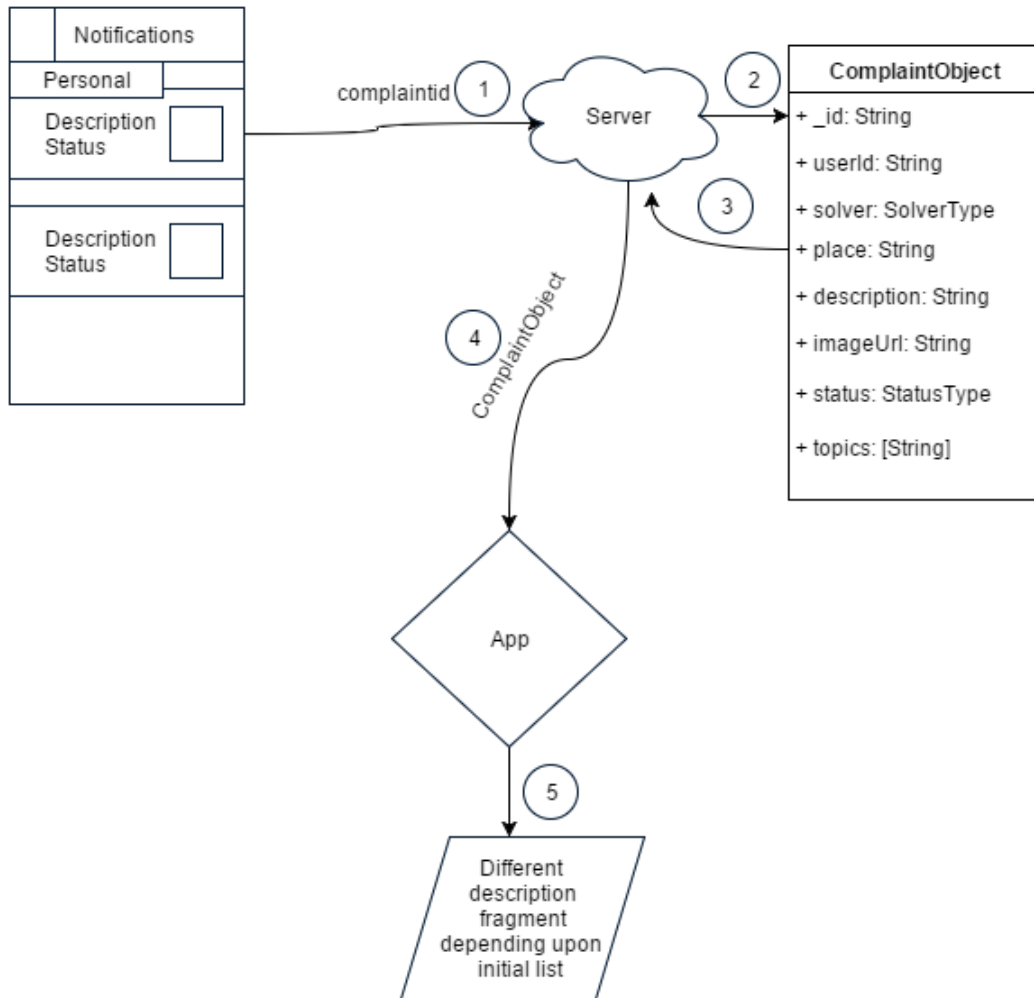 Notifications
Personal
Description
Status
Description
Status
complaintid
1
Server
2
ComplaintObject
+ _id: String
+ userId: String
+ solver: SolverType
+ place: String
+ description: String
+ imageUrl: String
+ status: StatusType
+ topics: [String]
3
4
ComplaintObject
App
5
Different
description
fragment
depending upon
initial list